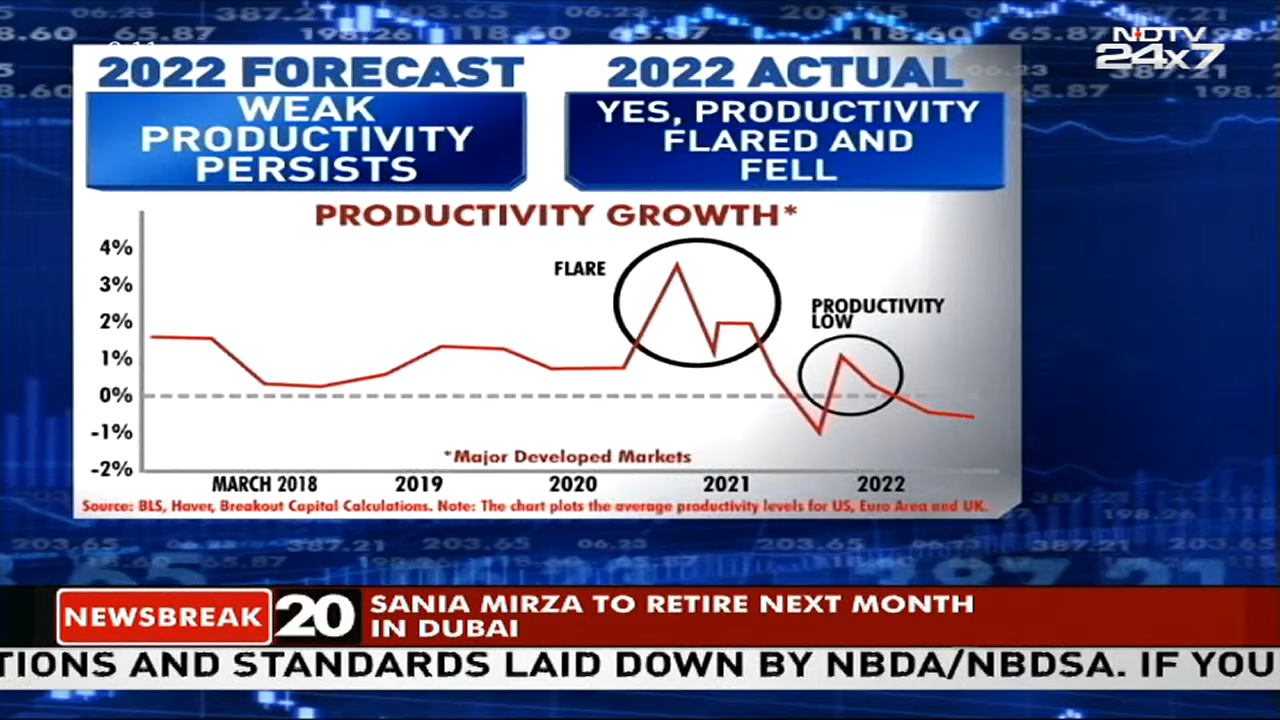 NDTV
24x7
2022 FORECAST
WEAK
PRODUCTIVITY
PERSISTS
2022 ACTUAL
YES, PRODUCTIVITY
FLARED AND
FELL
PRODUCTIVITY GROWTH*
4%
3%
2%
1%
0%
-1%
-2%
FLARE
PRODUCTIVITY
LOW
*Major Developed Markets
MARCH 2018 2019 2020 2021 2022
Source: BLS, Haver, Breakout Capital Calculations. Note: The chart plots the average productivity levels for US, Euro Area and UK.
NEWSBREAK 20
SANIA MIRZA TO RETIRE NEXT MONTH
IN DUBAI
TIONS AND STANDARDS LAID DOWN BY NBDA/NBDSA. IF YOU